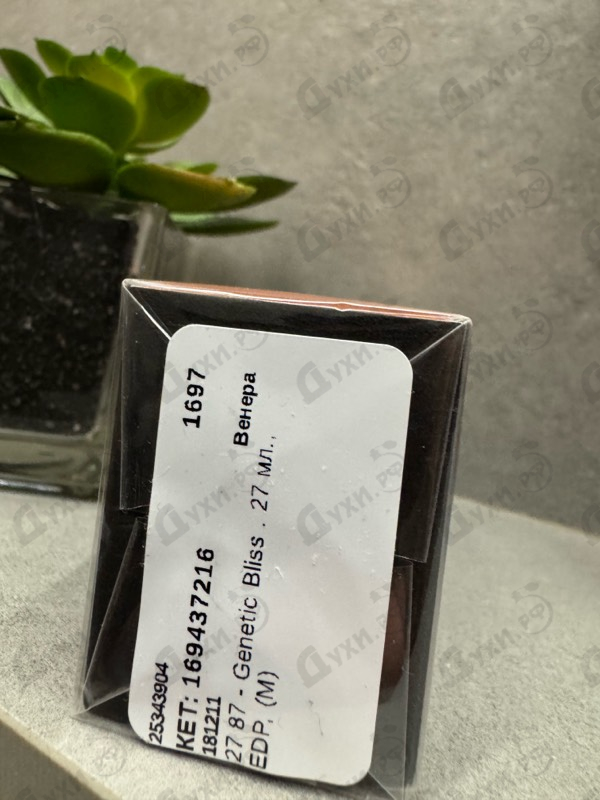 25343904
КЕТ: 169437216 1697
181211
27 87 - Genetic Bliss . 27 мл., Венера
EDP, (M)
Духи.рф